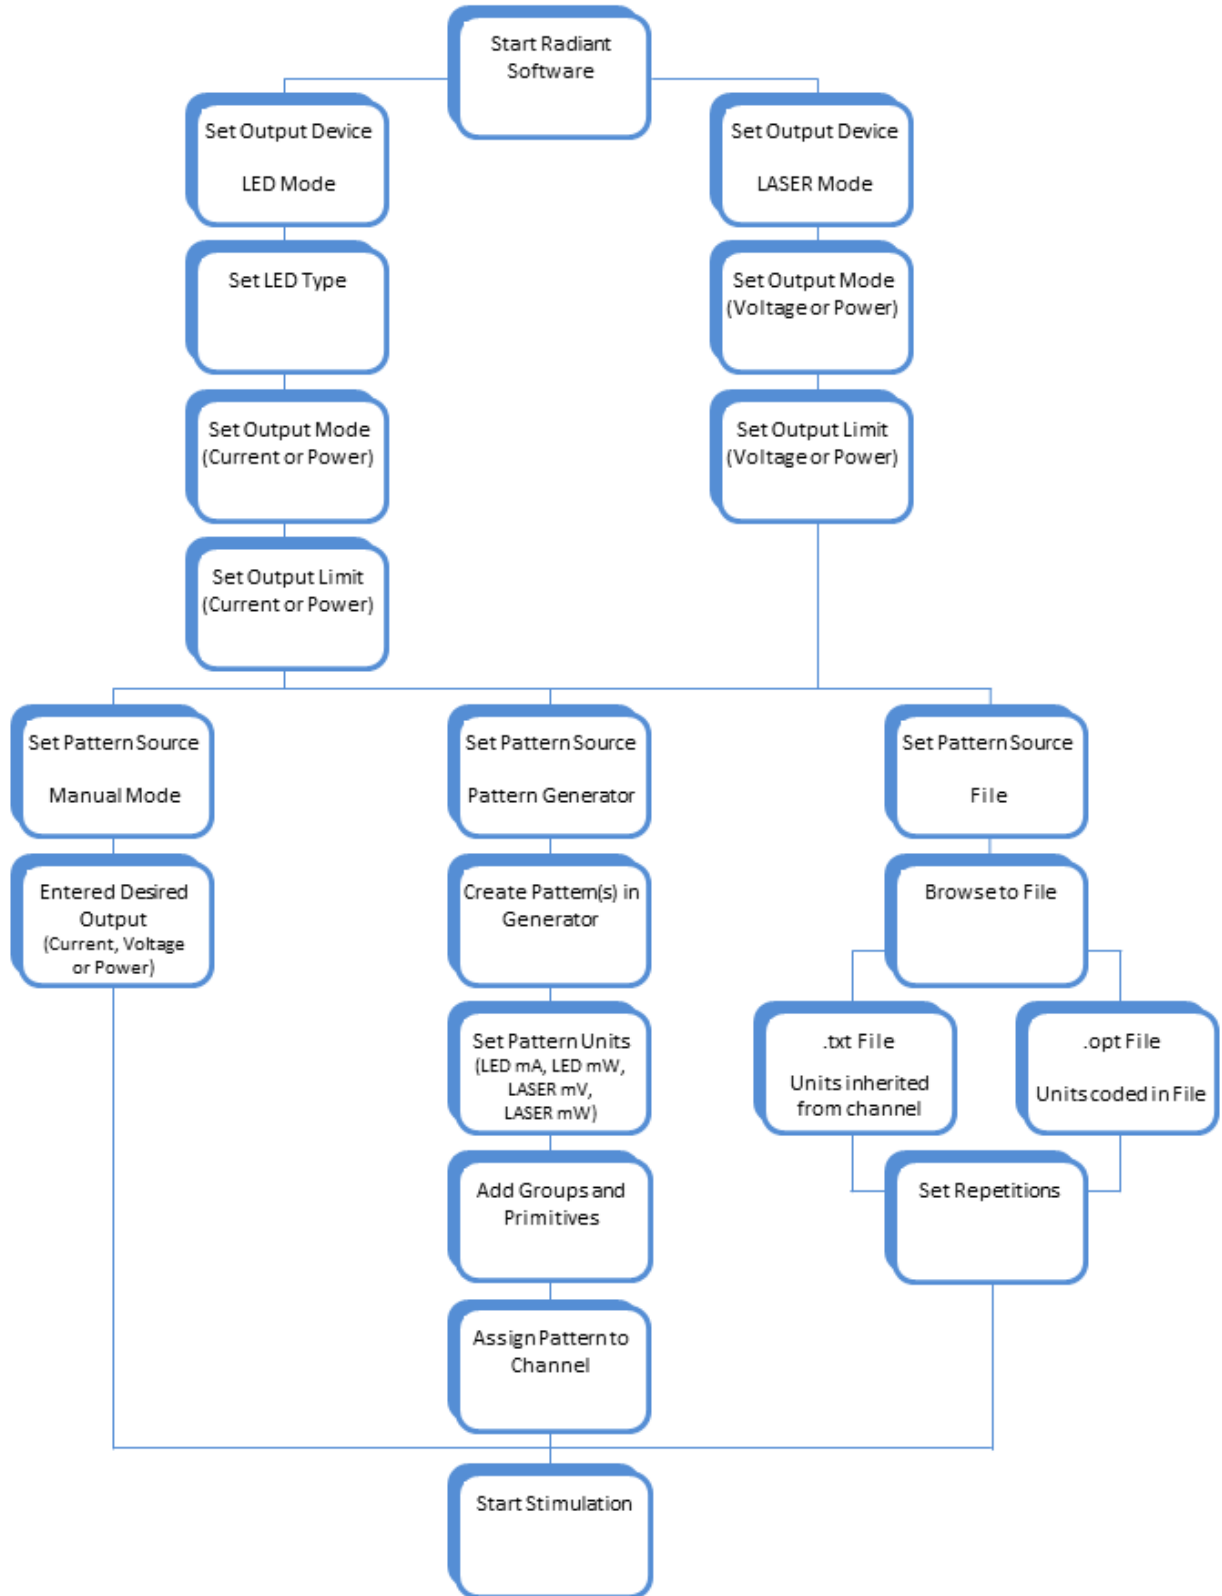 Start Radiant
Software
Set Output Device
LED Mode
Set Output Device
LASER Mode
Set LED Type
Set Output Mode
(Voltage or Power)
Set Output Mode
(Current or Power)
Set Output Limit
(Voltage or Power)
Set Output Limit
(Current or Power)
Set Pattern Source
Manual Mode
Set Pattern Source
Pattern Generator
Set Pattern Source
File
Entered Desired
Output
(Current, Voltage
or Power)
Create Pattern(s) in
Generator
Browse to File
Set Pattern Units
(LED mA, LED mW,
LASER mV,
LASER mW)
.txt File
Units inherited
from channel
.opt File
Units coded in File
Add Groups and
Primitives
Set Repetitions
Assign Pattern to
Channel
Start Stimulation